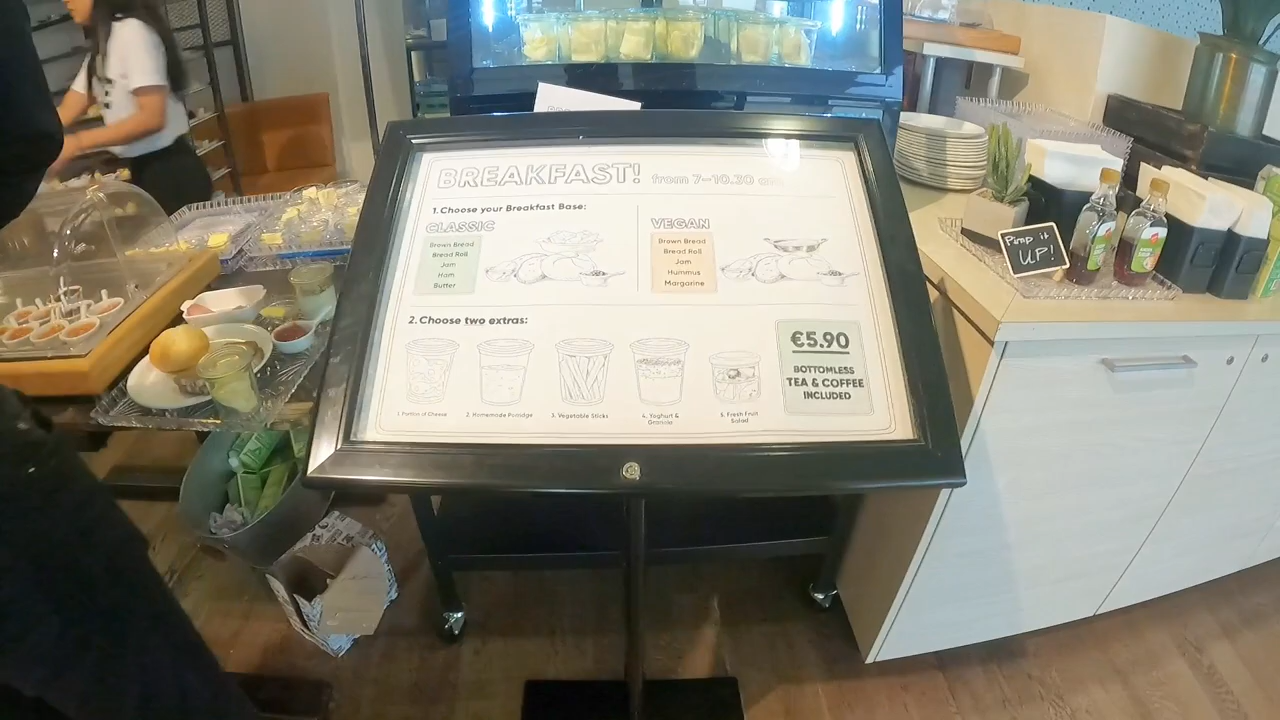 BREAKFAST! from 7-10.30
1. Choose your Breakfast Base:
CLASSIC
Brown Bread
Bread Roll
Jam
Ham
Butter
VEGAN
Brown Bread
Bread Roll
Jam
Hummus
Margarine
2. Choose two extras:
1. Portion of Cheese
2. Homemade Porridge
3. Vegetable Sticks
4. Yoghurt &
Granola
5. Fresh Fruit
Salad
€5.90
BOTTOMLESS
TEA & COFFEE
INCLUDED
Pimp it
UP!